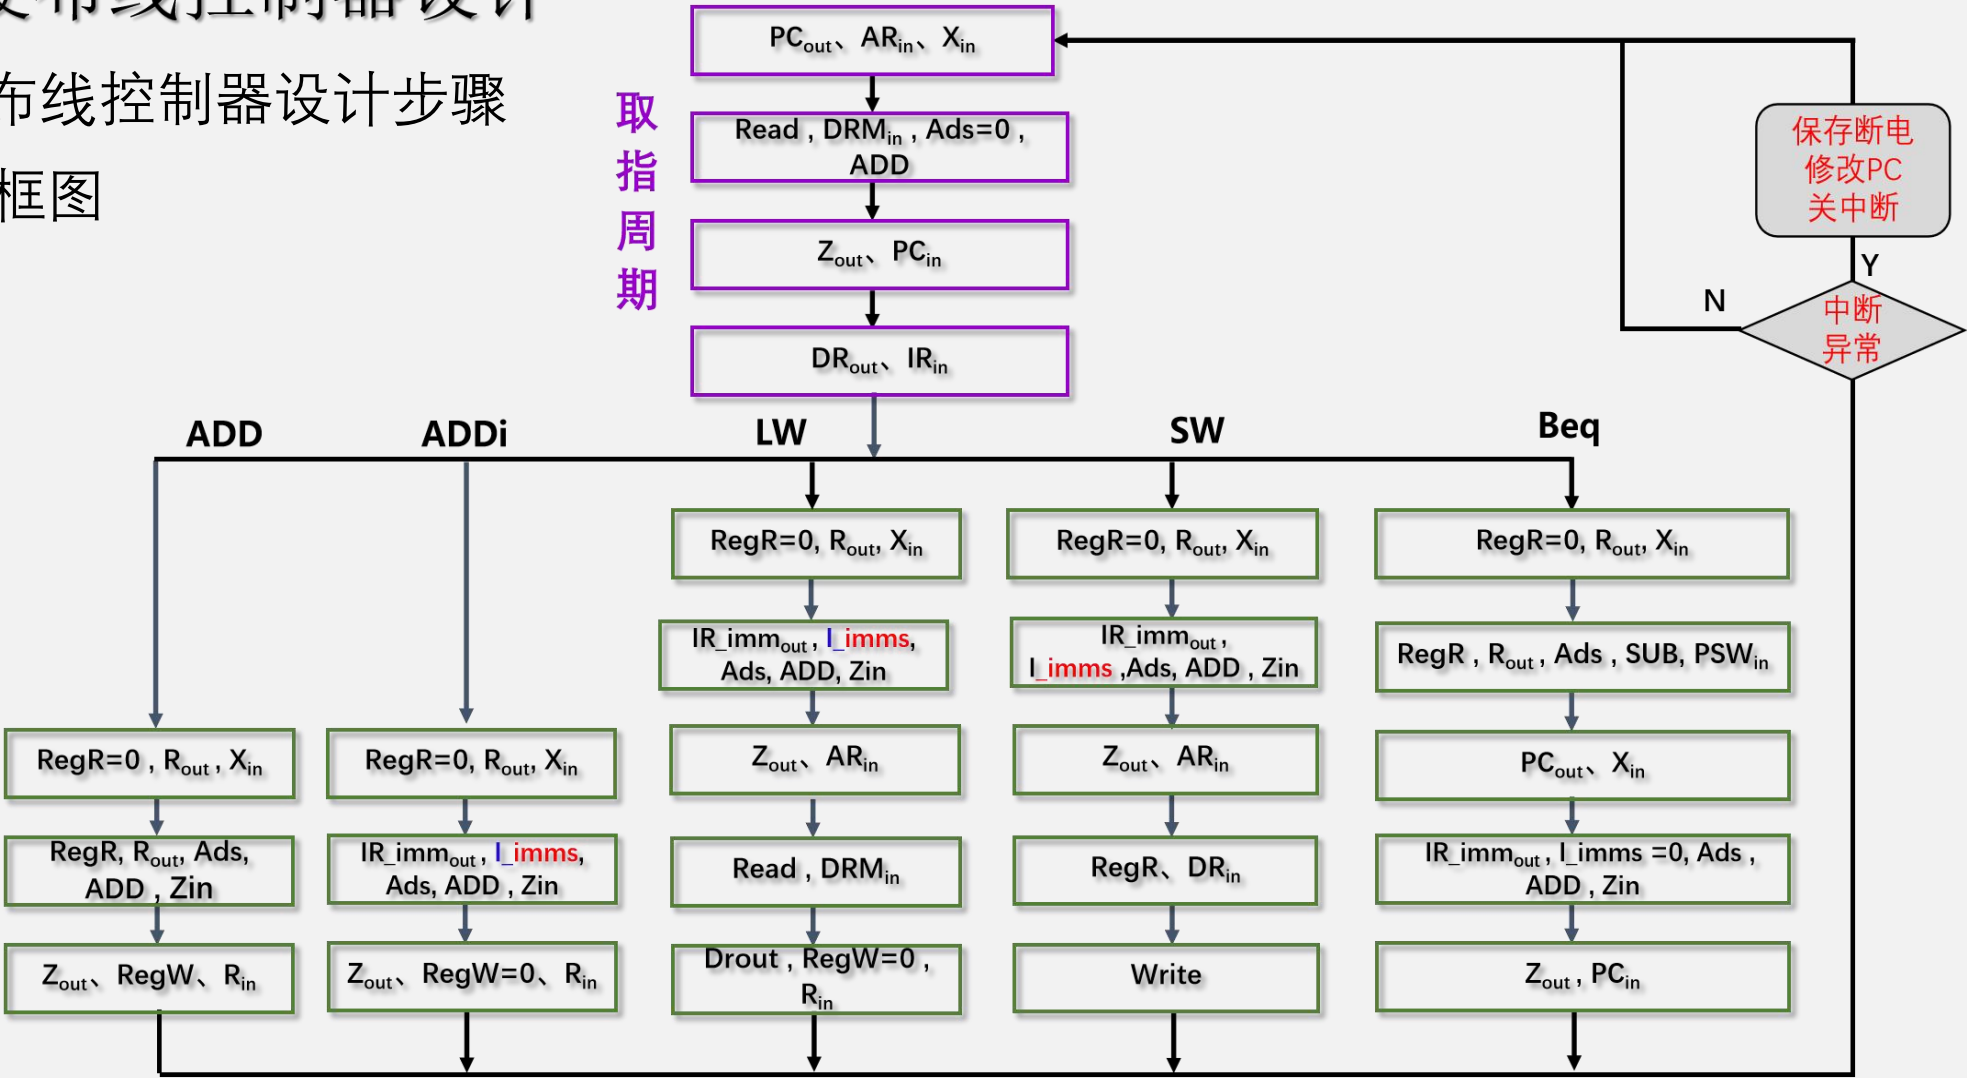 布线控制器设计
布线控制器设计步骤
框图
PCout、ARin、Xin
取
指
周
期
Read , DRMin , Ads=0 ,
ADD
Zout、PCin
DRout、IRin
保存断电
修改PC
关中断
Y
N
中断
异常
ADD
ADDi
LW
SW
Beq
RegR=0 , Rout , Xin
RegR, Rout, Ads,
ADD , Zin
Zout、RegW、Rin
RegR=0, Rout, Xin
IR_immout , I_imms,
Ads, ADD , Zin
Zout、RegW=0、Rin
RegR=0, Rout, Xin
IR_immout , I_imms,
Ads, ADD, Zin
Zout、ARin
Read , DRMin
Drout , RegW=0 ,
Rin
RegR=0, Rout, Xin
IR_immout ,
I_imms ,Ads, ADD , Zin
Zout、ARin
RegR、DRin
Write
RegR=0, Rout, Xin
RegR , Rout , Ads , SUB, PSWin
PCout、Xin
IR_immout , I_imms =0, Ads ,
ADD , Zin
Zout , PCin